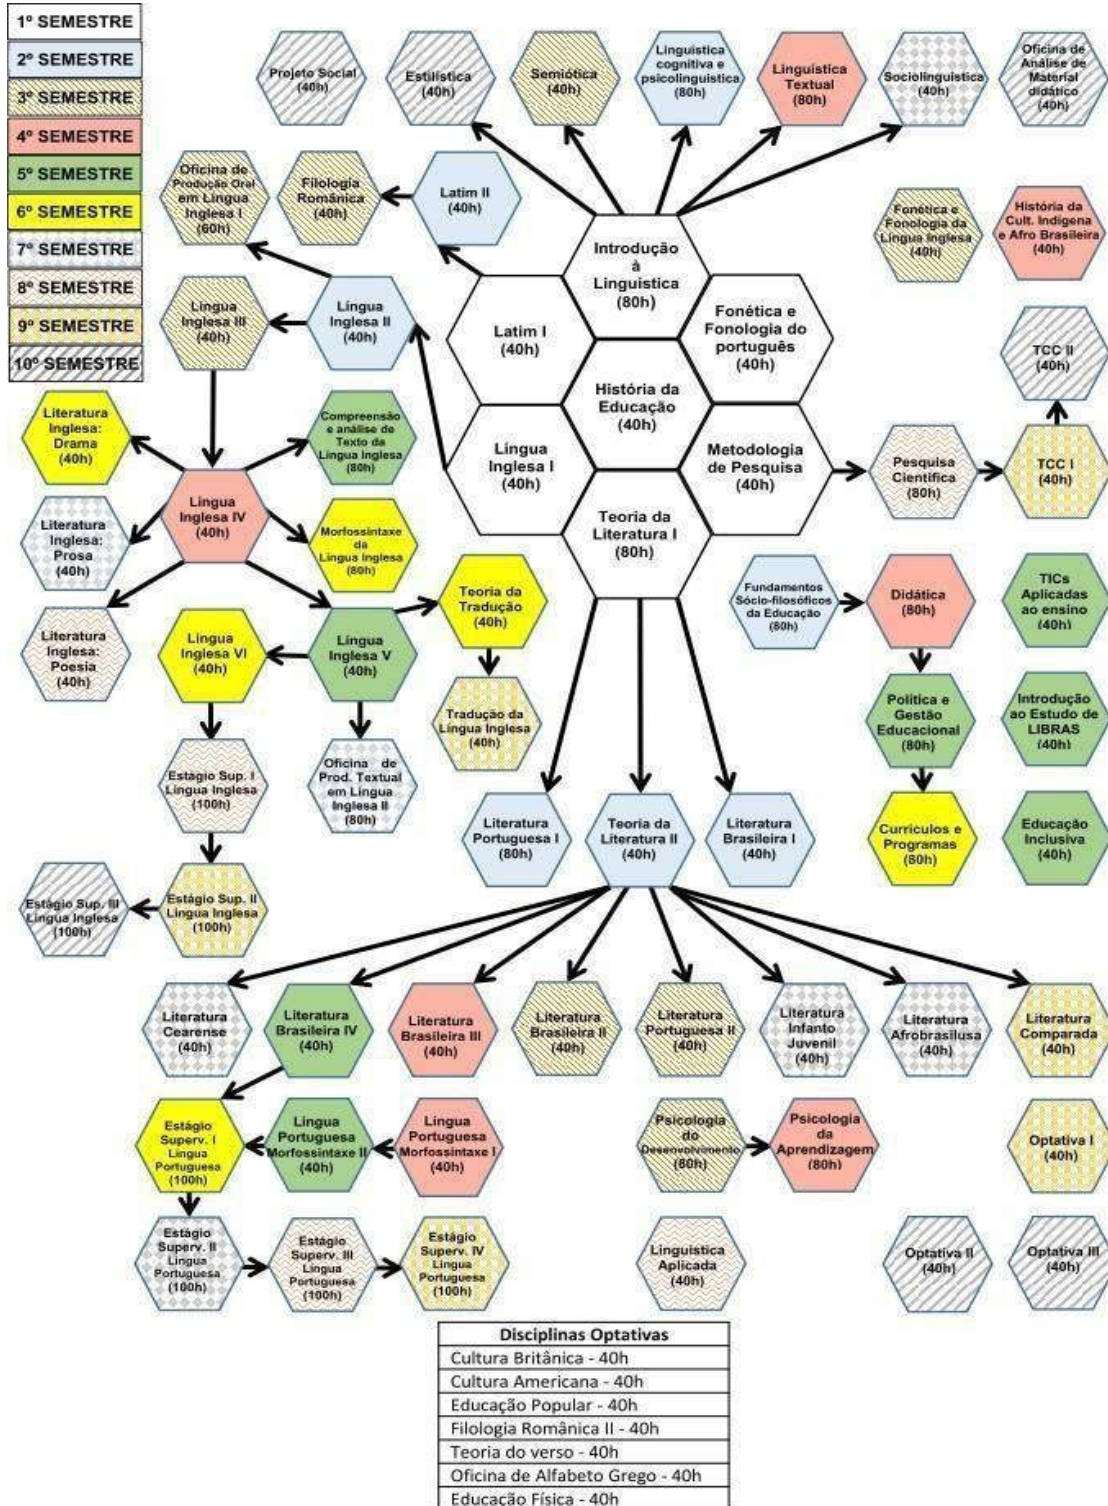 1º SEMESTRE
2º SEMESTRE
3º SEMESTRE
4º SEMESTRE
5º SEMESTRE
6º SEMESTRE
7º SEMESTRE
8º SEMESTRE
9º SEMESTRE
10º SEMESTRE
Projeto Social
(40h)
Estilística
(40h)
Semiótica
(40h)
Linguística
cognitiva e
psicolinguistica
(80h)
Linguística
Textual
(80h)
Sociolinguistica
(40h)
Oficina de
Análise de
Material
didático
(40h)
Oficina de
Produção Oral
em Língua
Inglesa I
(60h)
Filologia
Românica
(40h)
Latim II
(40h)
Introdução
à
Linguistica
(80h)
Fonética e
Fonologia da
Língua Inglesa
(40h)
História da
Cult. Indígena
e Afro Brasileira
(40h)
Língua
Inglesa III
(40h)
Língua
Inglesa II
(40h)
Latim I
(40h)
Fonética e
Fonologia do
português
(40h)
TCC II
(40h)
História da
Educação
(40h)
Literatura
Inglesa:
Drama
(40h)
Compreensão
e análise de
Texto da
Língua Inglesa
(80h)
Língua
Inglesa I
(40h)
Metodologia
de Pesquisa
(40h)
Pesquisa
Cientifica
(80h)
TCC I
(40h)
Língua
Inglesa IV
(40h)
Literatura
Inglesa:
Prosa
(40h)
Morfossintaxe
da
Língua Inglesa
(80h)
Teoria da
Literatura I
(80h)
Teoria da
Tradução
(40h)
Fundamentos
Sócio-filosóficos
da Educação
(80h)
Didática
(80h)
TICs
Aplicadas
ao ensino
(40h)
Literatura
Inglesa:
Poesia
(40h)
Língua
Inglesa VI
(40h)
Língua
Inglesa V
(40h)
Tradução da
Língua Inglesa
(40h)
Política e
Gestão
Educacional
(80h)
Introdução
ao Estudo de
LIBRAS
(40h)
Estágio Sup. I
Língua Inglesa
(100h)
Oficina de
Prod. Textual
em Língua
Inglesa II
(80h)
Literatura
Portuguesa I
(80h)
Teoria da
Literatura II
(40h)
Literatura
Brasileira I
(40h)
Currículos e
Programas
(80h)
Educação
Inclusiva
(40h)
Estágio Sup. III
Língua Inglesa
(100h)
Estágio Sup. II
Língua Inglesa
(100h)
Literatura
Cearense
(40h)
Literatura
Brasileira IV
(40h)
Literatura
Brasileira III
(40h)
Literatura
Brasileira II
(40h)
Literatura
Portuguesa II
(40h)
Literatura
Infanto
Juvenil
(40h)
Literatura
Afrobrasilusa
(40h)
Literatura
Comparada
(40h)
Estágio
Superv. I
Língua
Portuguesa
(100h)
Língua
Portuguesa
Morfossintaxe II
(40h)
Língua
Portuguesa
Morfossintaxe I
(40h)
Psicologia
do
Desenvolvimento
(80h)
Psicologia
da
Aprendizagem
(80h)
Optativa I
(40h)
Estágio
Superv. II
Língua
Portuguesa
(100h)
Estágio
Superv. III
Língua
Portuguesa
(100h)
Estágio
Superv. IV
Língua
Portuguesa
(100h)
Linguistica
Aplicada
(40h)
Optativa II
(40h)
Optativa III
(40h)
Disciplinas Optativas
Cultura Britânica - 40h
Cultura Americana - 40h
Educação Popular - 40h
Filologia Românica II - 40h
Teoria do verso - 40h
Oficina de Alfabeto Grego - 40h
Educação Física - 40h